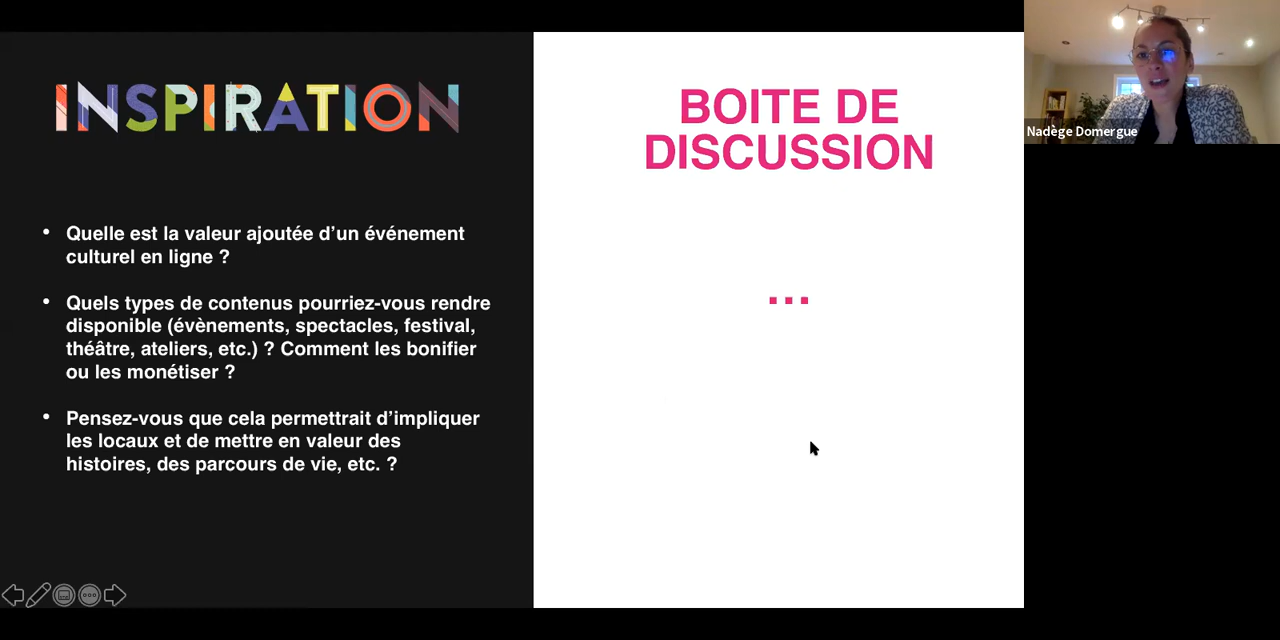 INSPIRATION
• Quelle est la valeur ajoutée d’un événement
culturel en ligne ?
• Quels types de contenus pourriez-vous rendre
disponible (évènements, spectacles, festival,
théâtre, ateliers, etc.) ? Comment les bonifier
ou les monétiser ?
• Pensez-vous que cela permettrait d’impliquer
les locaux et de mettre en valeur des
histoires, des parcours de vie, etc. ?
BOITE DE
DISCUSSION
...
Nadège Domergue